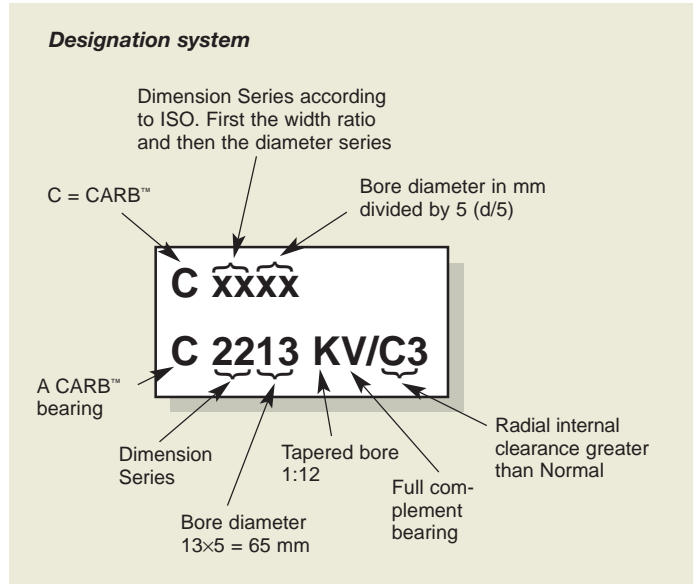 Designation system
Dimension Series according
to ISO. First the width ratio
and then the diameter series
C = CARB™
Bore diameter in mm
divided by 5 (d/5)
C xxxx
C 2213 KV/C3
A CARB™
bearing
Dimension
Series
Bore diameter
13×5 = 65 mm
Tapered bore
1:12
Full com-
plement
bearing
Radial internal
clearance greater
than Normal